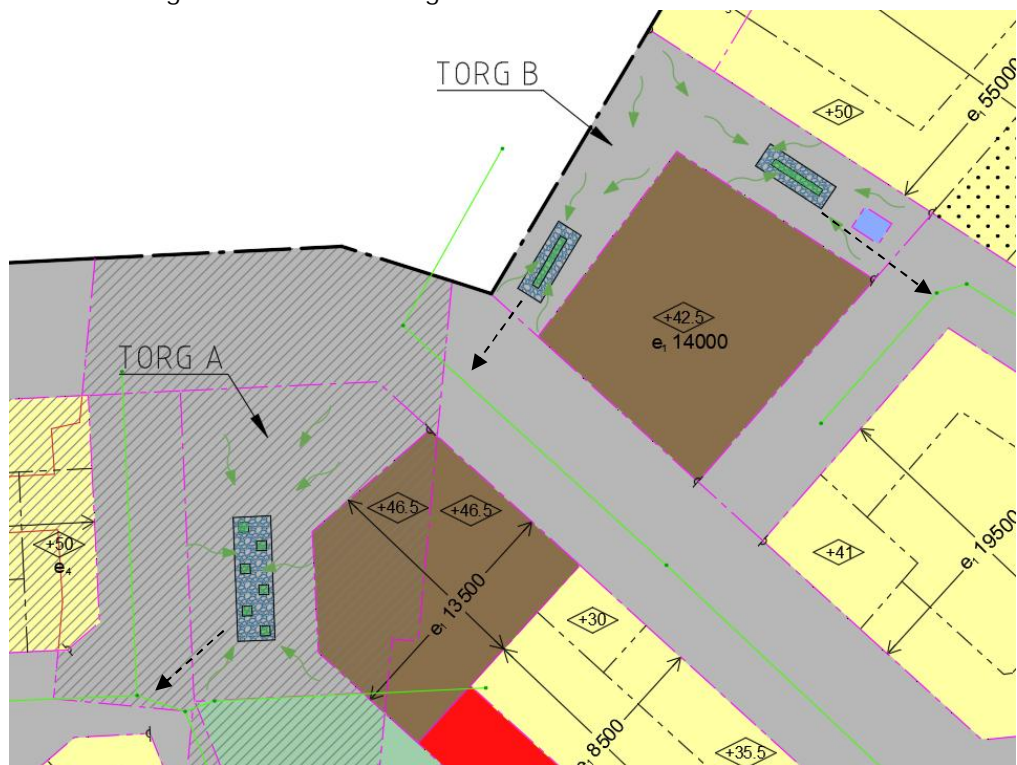 TORG B
+50
e₁ 55000
+42.5
e₁ 14000
TORG A
+46.5
+46.5
+50
e₄
e₁ 13500
+41
e₁ 19500
+30
e₁ 8500
+35.5